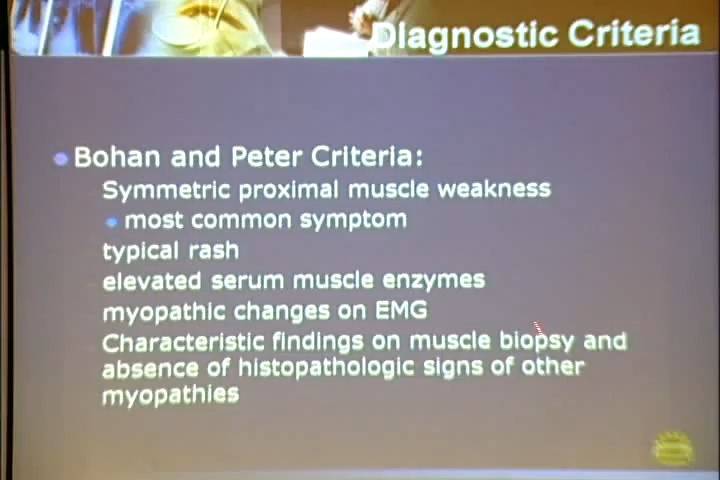 Diagnostic Criteria
Bohan and Peter Criteria:
Symmetric proximal muscle weakness
most common symptom
typical rash
elevated serum muscle enzymes
myopathic changes on EMG
Characteristic findings on muscle biopsy and
absence of histopathologic signs of other
myopathies